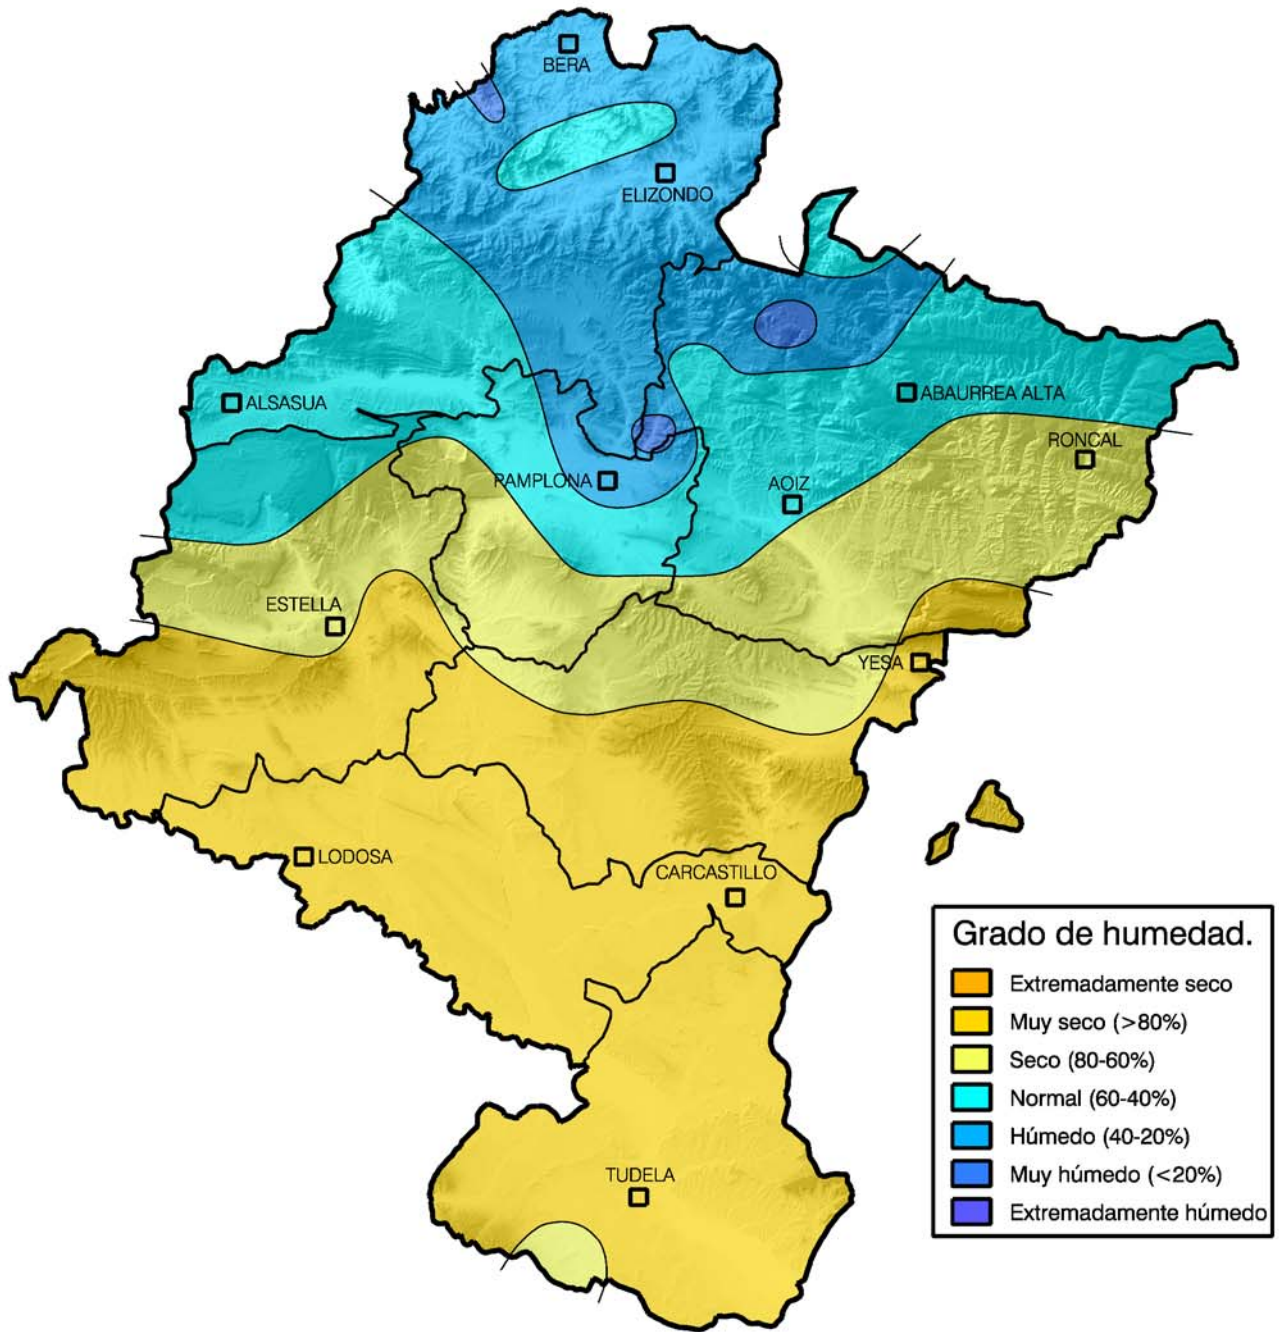 BERA
ELIZONDO
ALSASUA
ABAURREA ALTA
RONCAL
PAMPLONA
AOIZ
ESTELLA
YESA
LODOSA
CARCASTILLO
TUDELA
Grado de humedad.
Extremadamente seco
Muy seco (>80%)
Seco (80-60%)
Normal (60-40%)
Húmedo (40-20%)
Muy húmedo (<20%)
Extremadamente húmedo